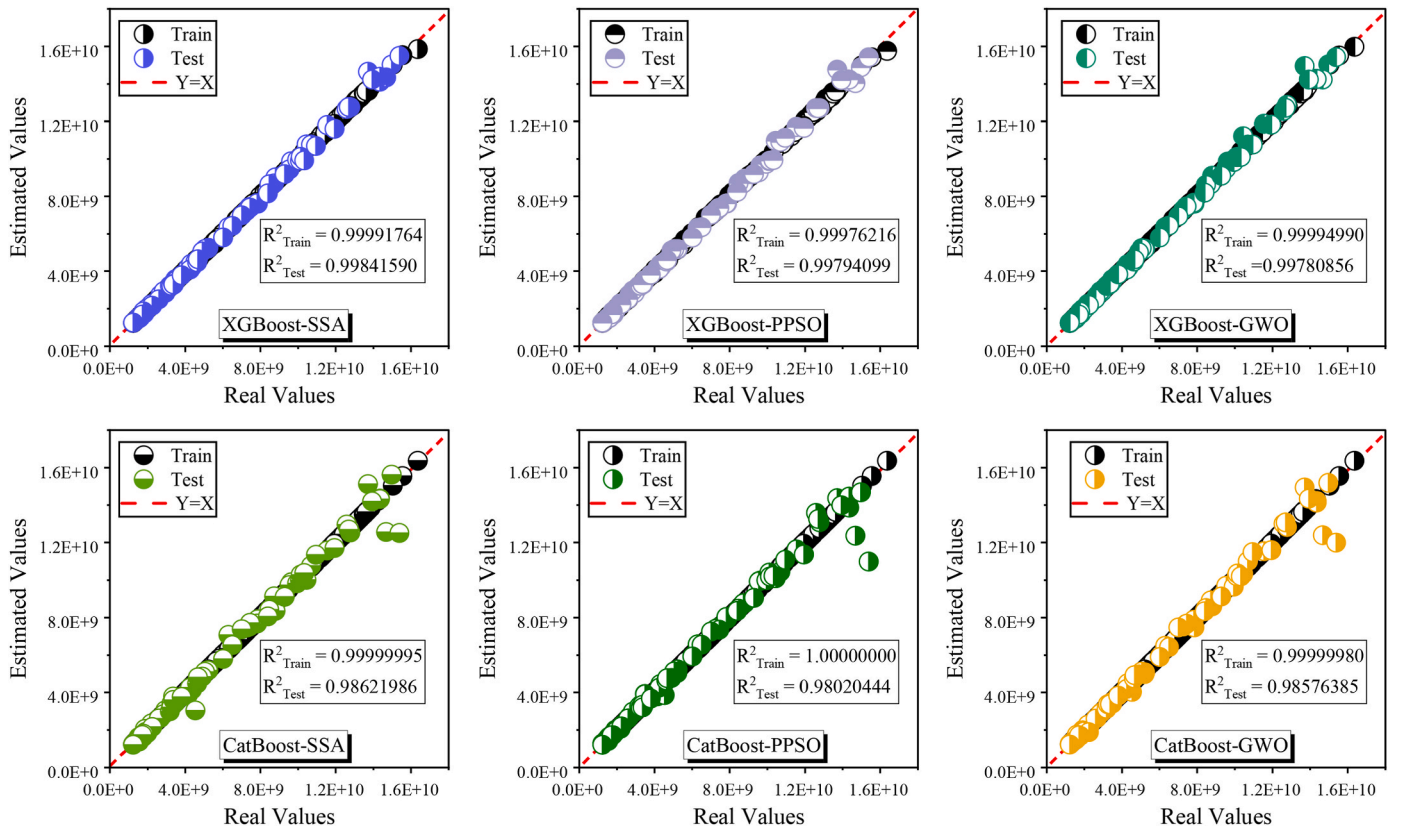 Train
Test
Y=X
1.6E+10
1.2E+10
8.0E+9
4.0E+9
0.0E+0
Estimated Values
R²Train = 0.99991764
R²Test = 0.99841590
XGBoost-SSA
0.0E+0 4.0E+9 8.0E+9 1.2E+10 1.6E+10
Real Values
Train
Test
Y=X
1.6E+10
1.2E+10
8.0E+9
4.0E+9
0.0E+0
Estimated Values
R²Train = 0.99976216
R²Test = 0.99794099
XGBoost-PPSO
0.0E+0 4.0E+9 8.0E+9 1.2E+10 1.6E+10
Real Values
Train
Test
Y=X
1.6E+10
1.2E+10
8.0E+9
4.0E+9
0.0E+0
Estimated Values
R²Train = 0.99994990
R²Test =0.99780856
XGBoost-GWO
0.0E+0 4.0E+9 8.0E+9 1.2E+10 1.6E+10
Real Values
Train
Test
Y=X
1.6E+10
1.2E+10
8.0E+9
4.0E+9
0.0E+0
Estimated Values
R²Train = 0.99999995
R²Test = 0.98621986
CatBoost-SSA
0.0E+0 4.0E+9 8.0E+9 1.2E+10 1.6E+10
Real Values
Train
Test
Y=X
1.6E+10
1.2E+10
8.0E+9
4.0E+9
0.0E+0
Estimated Values
R²Train = 1.00000000
R²Test = 0.98020444
CatBoost-PPSO
0.0E+0 4.0E+9 8.0E+9 1.2E+10 1.6E+10
Real Values
Train
Test
Y=X
1.6E+10
1.2E+10
8.0E+9
4.0E+9
0.0E+0
Estimated Values
R²Train = 0.99999980
R²Test = 0.98576385
CatBoost-GWO
0.0E+0 4.0E+9 8.0E+9 1.2E+10 1.6E+10
Real Values